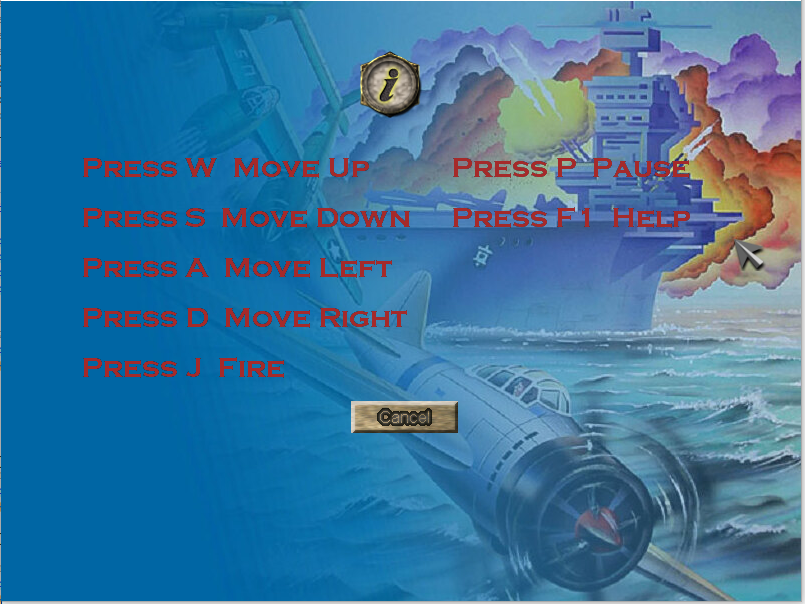 i
Press W Move Up
Press S Move Down
Press A Move Left
Press D Move Right
Press J Fire
Press P Pause
Press F1 Help
Cancel